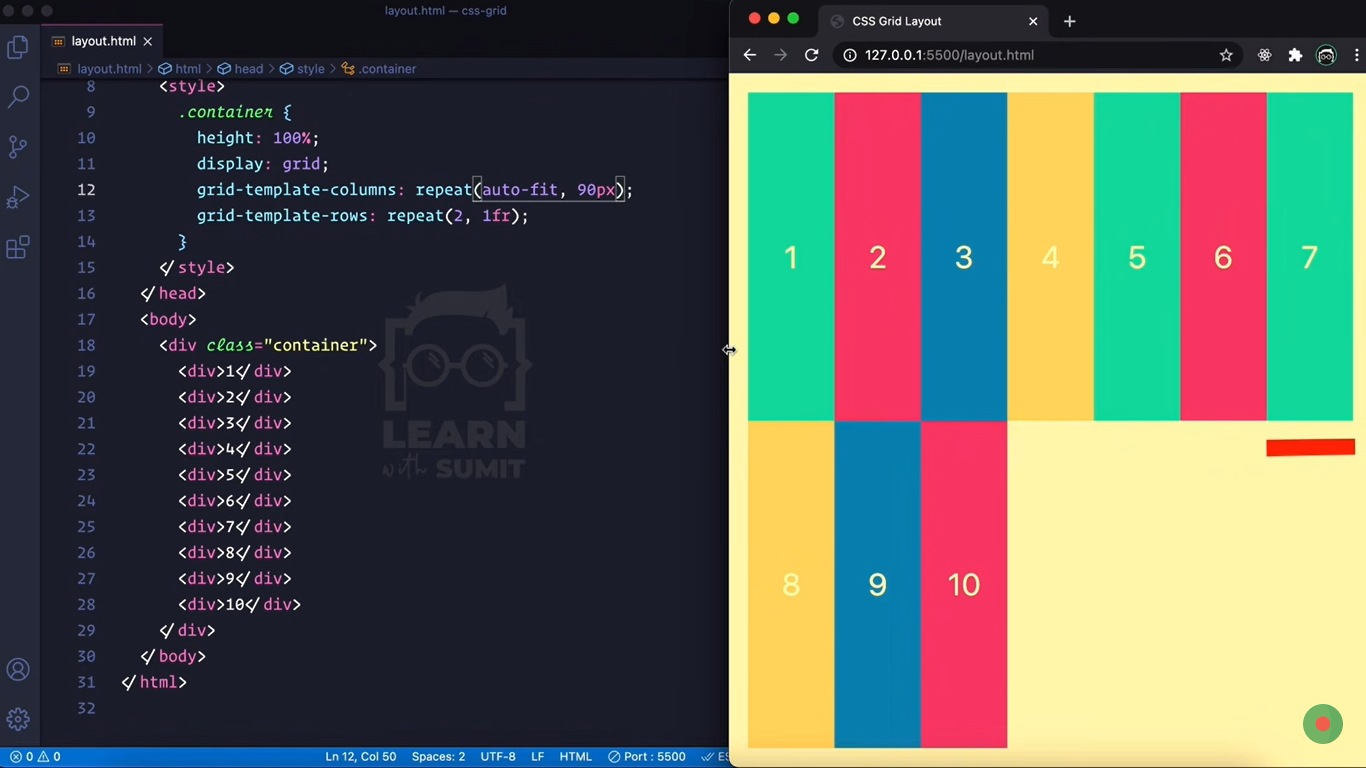 layout.html — css-grid
layout.html
layout.html > html > head > style > .container
8 <style>
9 .container {
10 height: 100%;
11 display: grid;
12 grid-template-columns: repeat(auto-fit, 90px);
13 grid-template-rows: repeat(2, 1fr);
14 }
15 </style>
16 </head>
17 <body>
18 <div class="container">
19 <div>1</div>
20 <div>2</div>
21 <div>3</div>
22 <div>4</div>
23 <div>5</div>
24 <div>6</div>
25 <div>7</div>
26 <div>8</div>
27 <div>9</div>
28 <div>10</div>
29 </div>
30 </body>
31 </html>
32
LEARN
with SUMIT
0 0 Ln 12, Col 50 Spaces: 2 UTF-8 LF HTML Port : 5500 ES
CSS Grid Layout
127.0.0.1:5500/layout.html
1 2 3 4 5 6 7
8 9 10